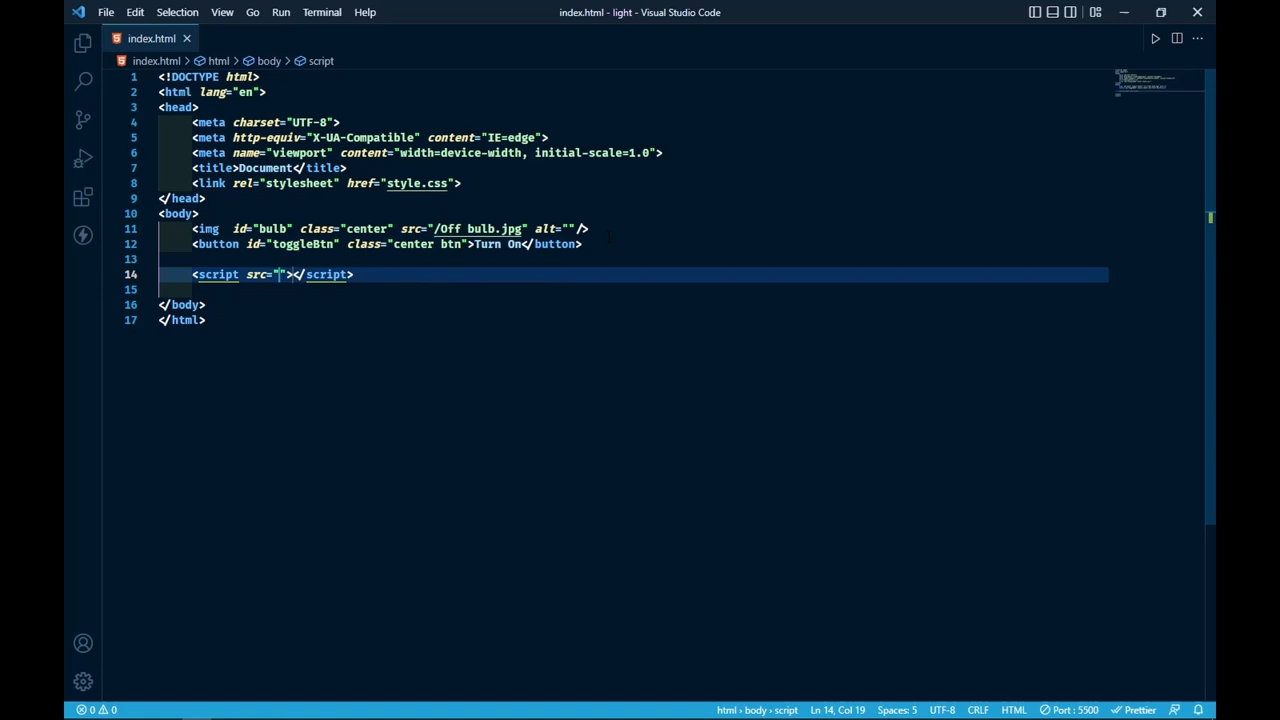 File Edit Selection View Go Run Terminal Help index.html - light - Visual Studio Code
index.html
index.html > html > body > script
1 <!DOCTYPE html>
2 <html lang="en">
3 <head>
4 <meta charset="UTF-8">
5 <meta http-equiv="X-UA-Compatible" content="IE=edge">
6 <meta name="viewport" content="width=device-width, initial-scale=1.0">
7 <title>Document</title>
8 <link rel="stylesheet" href="style.css">
9 </head>
10 <body>
11 <img  id="bulb" class="center" src="/Off bulb.jpg" alt=""/>
12 <button id="toggleBtn" class="center btn">Turn On</button>
13
14 <script src=""></script>
15
16 </body>
17 </html>
0 0 html > body > script Ln 14, Col 19 Spaces: 5 UTF-8 CRLF HTML Port : 5500 Prettier